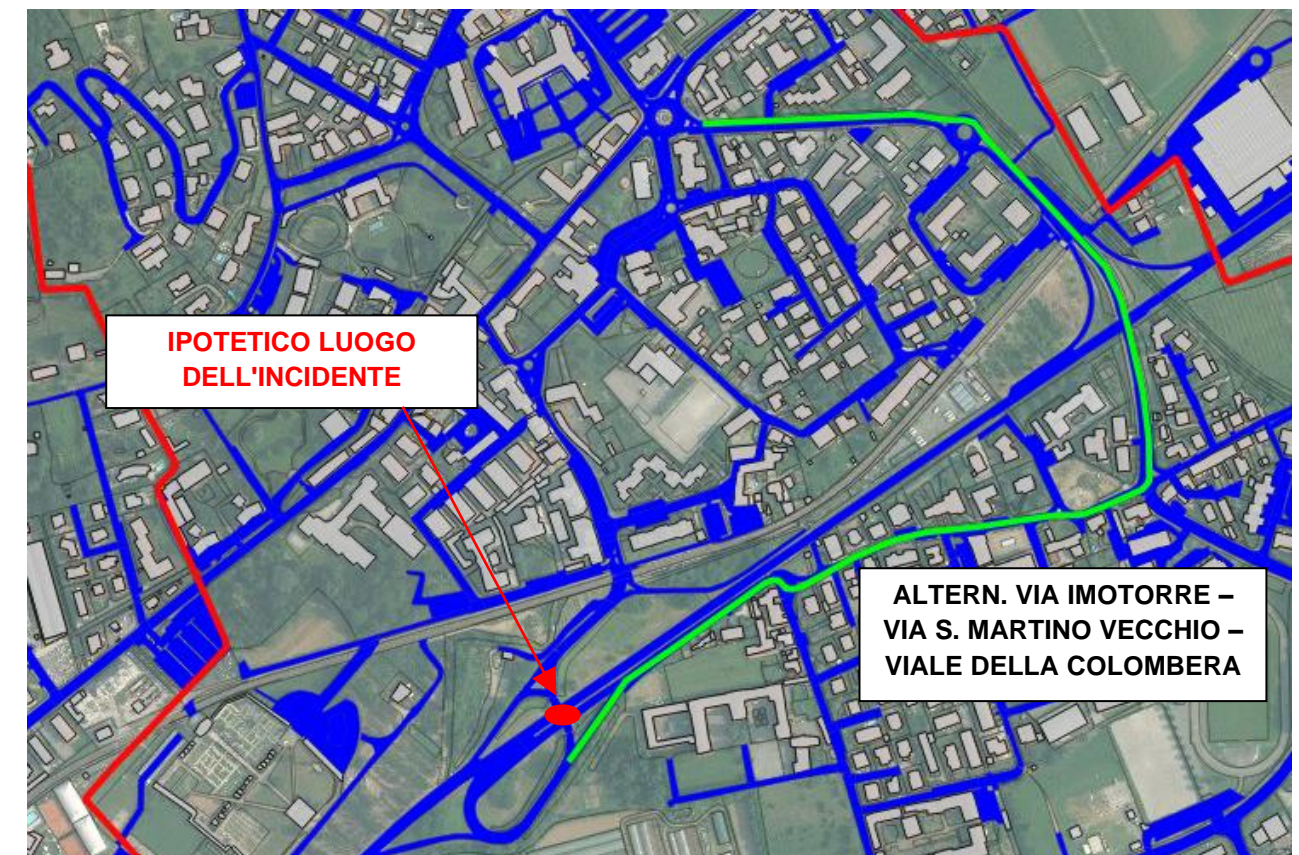 IPOTETICO LUOGO
DELL'INCIDENTE
ALTERN. VIA IMOTORRE –
VIA S. MARTINO VECCHIO –
VIALE DELLA COLOMBERA